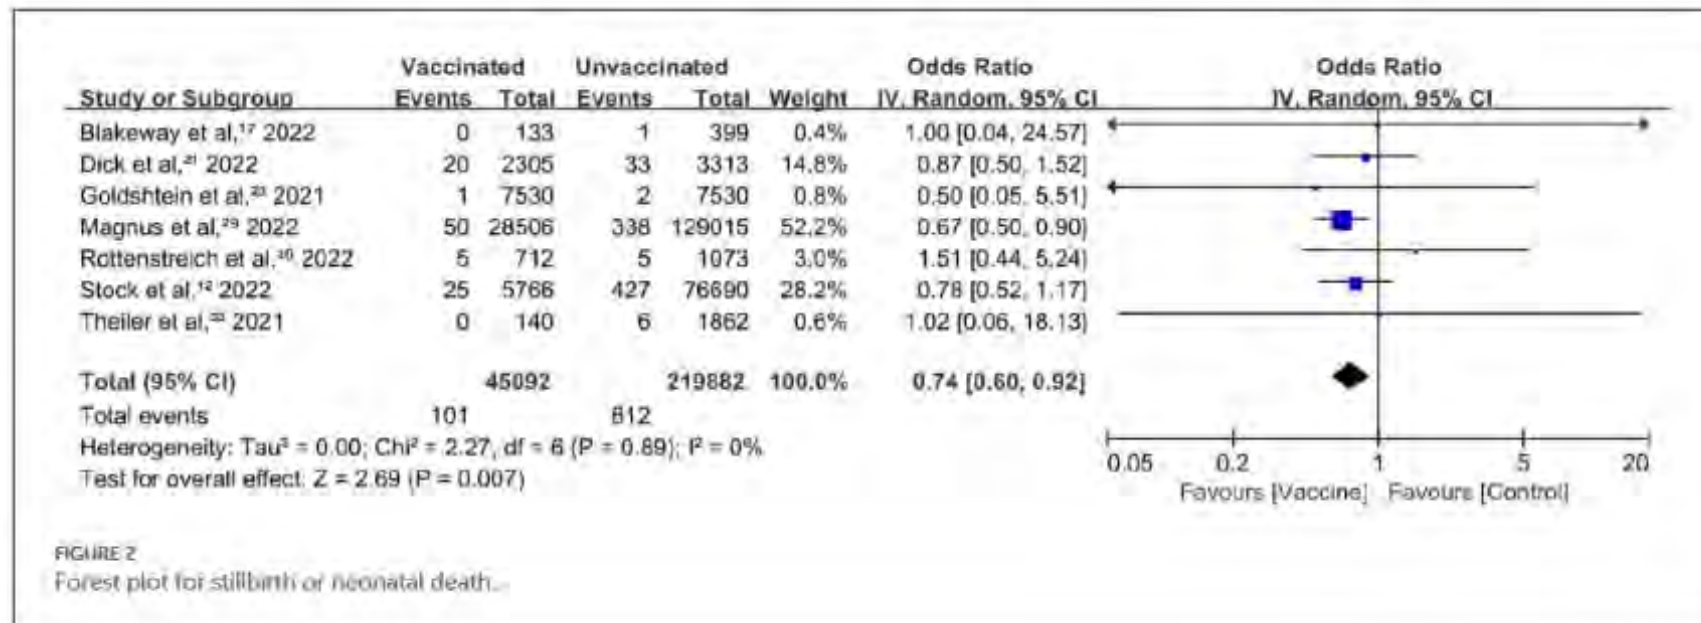 Vaccinated Unvaccinated Odds Ratio Odds Ratio
Study or Subgroup Events Total Events Total Weight IV, Random, 95% CI IV, Random, 95% CI
Blakeway et al,¹⁷ 2022 0 133 1 399 0.4% 1.00 [0.04, 24.57]
Dick et al,²¹ 2022 20 2305 33 3313 14.8% 0.87 [0.50, 1.52]
Goldshtein et al, 2021 1 7530 2 7530 0.8% 0.50 [0.05, 5.51]
Magnus et al,²⁹ 2022 50 28506 338 129015 52.2% 0.67 [0.50, 0.90]
Rottenstreich et al, 2022 5 712 5 1073 3.0% 1.51 [0.44, 5.24]
Stock et al, 2022 25 5766 427 76690 28.2% 0.78 [0.52, 1.17]
Theiler et al, 2021 0 140 6 1862 0.6% 1.02 [0.06, 18.13]
Total (95% CI) 45092 219882 100.0% 0.74 [0.60, 0.92]
Total events 101 812
Heterogeneity: Tau² = 0.00; Chi² = 2.27, df = 6 (P = 0.89); I² = 0%
Test for overall effect: Z = 2.69 (P = 0.007)
0.05 0.2 1 5 20
Favours [Vaccine] Favours [Control]
FIGURE 2
Forest plot for stillbirth or neonatal death.